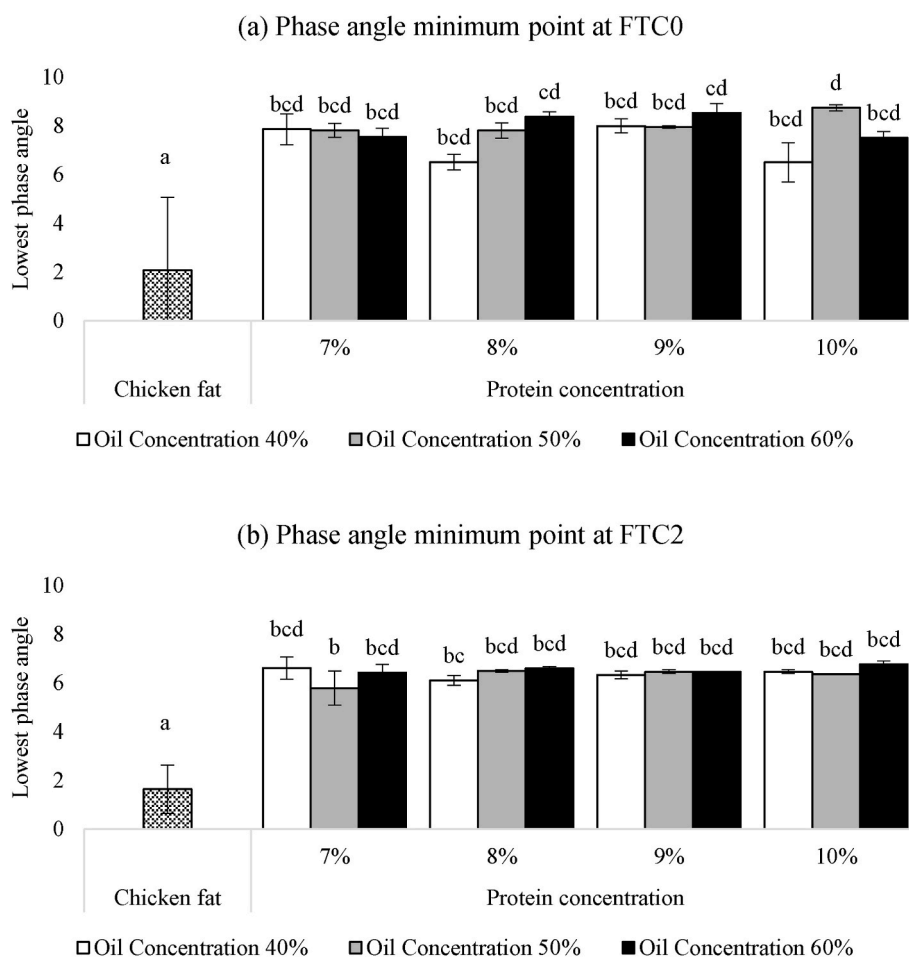 (a) Phase angle minimum point at FTC0
Lowest phase angle
10
8
6
4
2
0
a
bcd bcd bcd
bcd bcd cd
bcd bcd cd
bcd d bcd
7% 8% 9% 10%
Chicken fat Protein concentration
Oil Concentration 40% Oil Concentration 50% Oil Concentration 60%
(b) Phase angle minimum point at FTC2
Lowest phase angle
10
8
6
4
2
0
a
bcd b bcd
bc bcd bcd
bcd bcd bcd
bcd bcd bcd
7% 8% 9% 10%
Chicken fat Protein concentration
Oil Concentration 40% Oil Concentration 50% Oil Concentration 60%